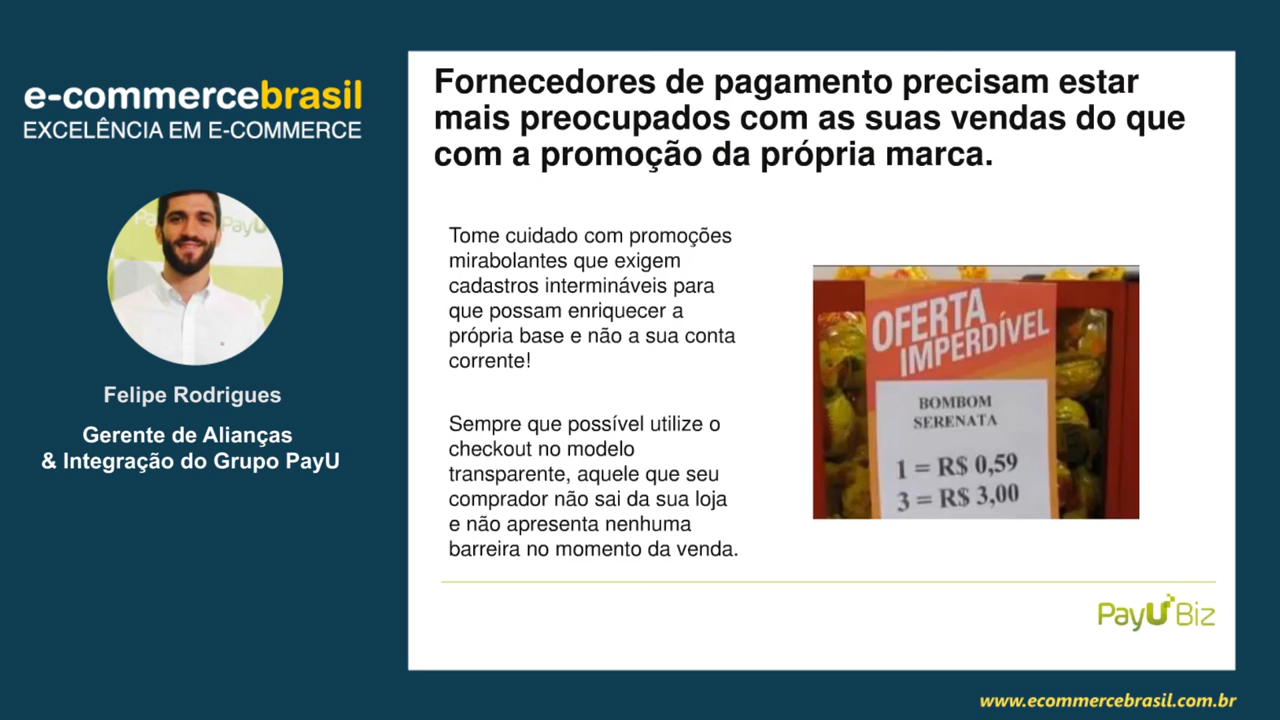 e-commercebrasil
EXCELÊNCIA EM E-COMMERCE
Felipe Rodrigues
Gerente de Alianças
& Integração do Grupo PayU
Fornecedores de pagamento precisam estar
mais preocupados com as suas vendas do que
com a promoção da própria marca.
Tome cuidado com promoções
mirabolantes que exigem
cadastros intermináveis para
que possam enriquecer a
própria base e não a sua conta
corrente!
Sempre que possível utilize o
checkout no modelo
transparente, aquele que seu
comprador não sai da sua loja
e não apresenta nenhuma
barreira no momento da venda.
OFERTA
IMPERDÍVEL
BOMBOM
SERENATA
1 = R$ 0,59
3 = R$ 3,00
PayU Biz
www.ecommercebrasil.com.br